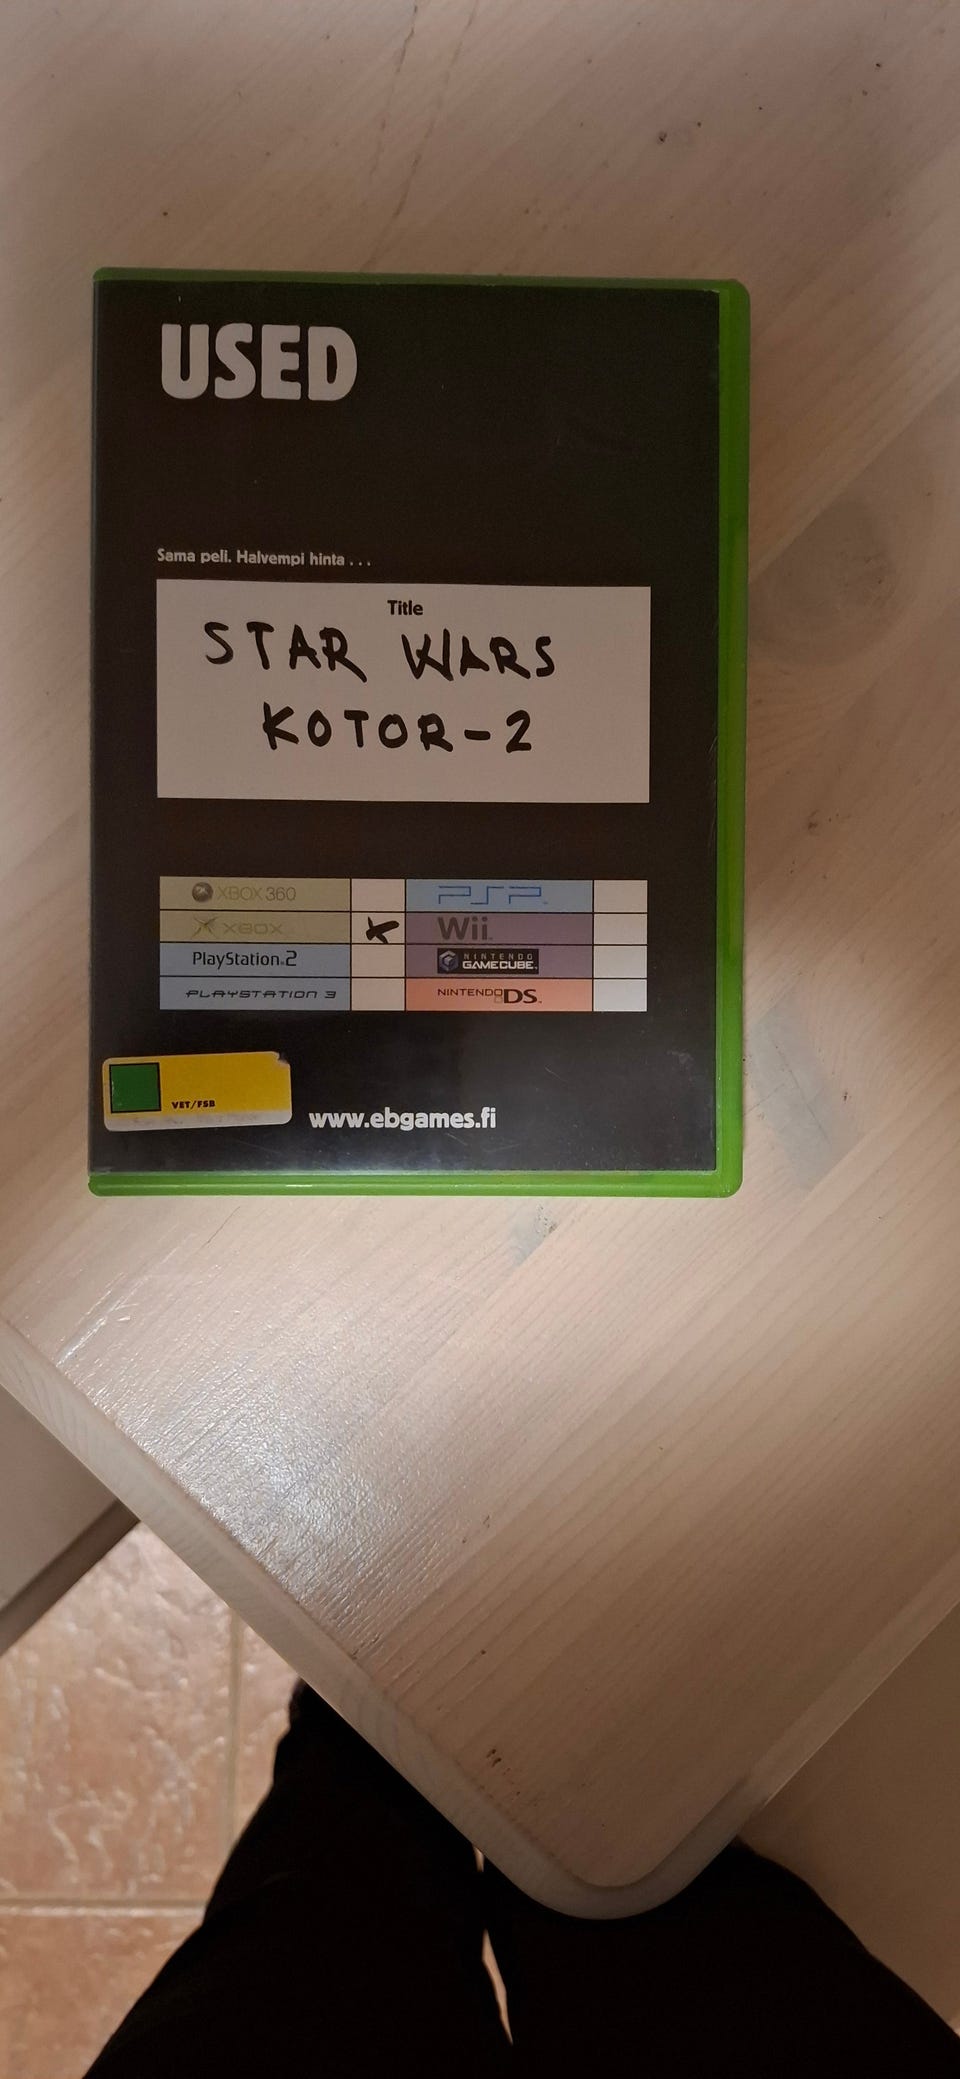 USED
Sama peli. Halvempi hinta . . .
Title
STAR WARS
KOTOR-2
XBOX 360
PSP
XBOX
Wii
PlayStation.2
NINTENDO GAMECUBE
PLAYSTATION 3
NINTENDO DS
VET/FSB
www.ebgames.fi